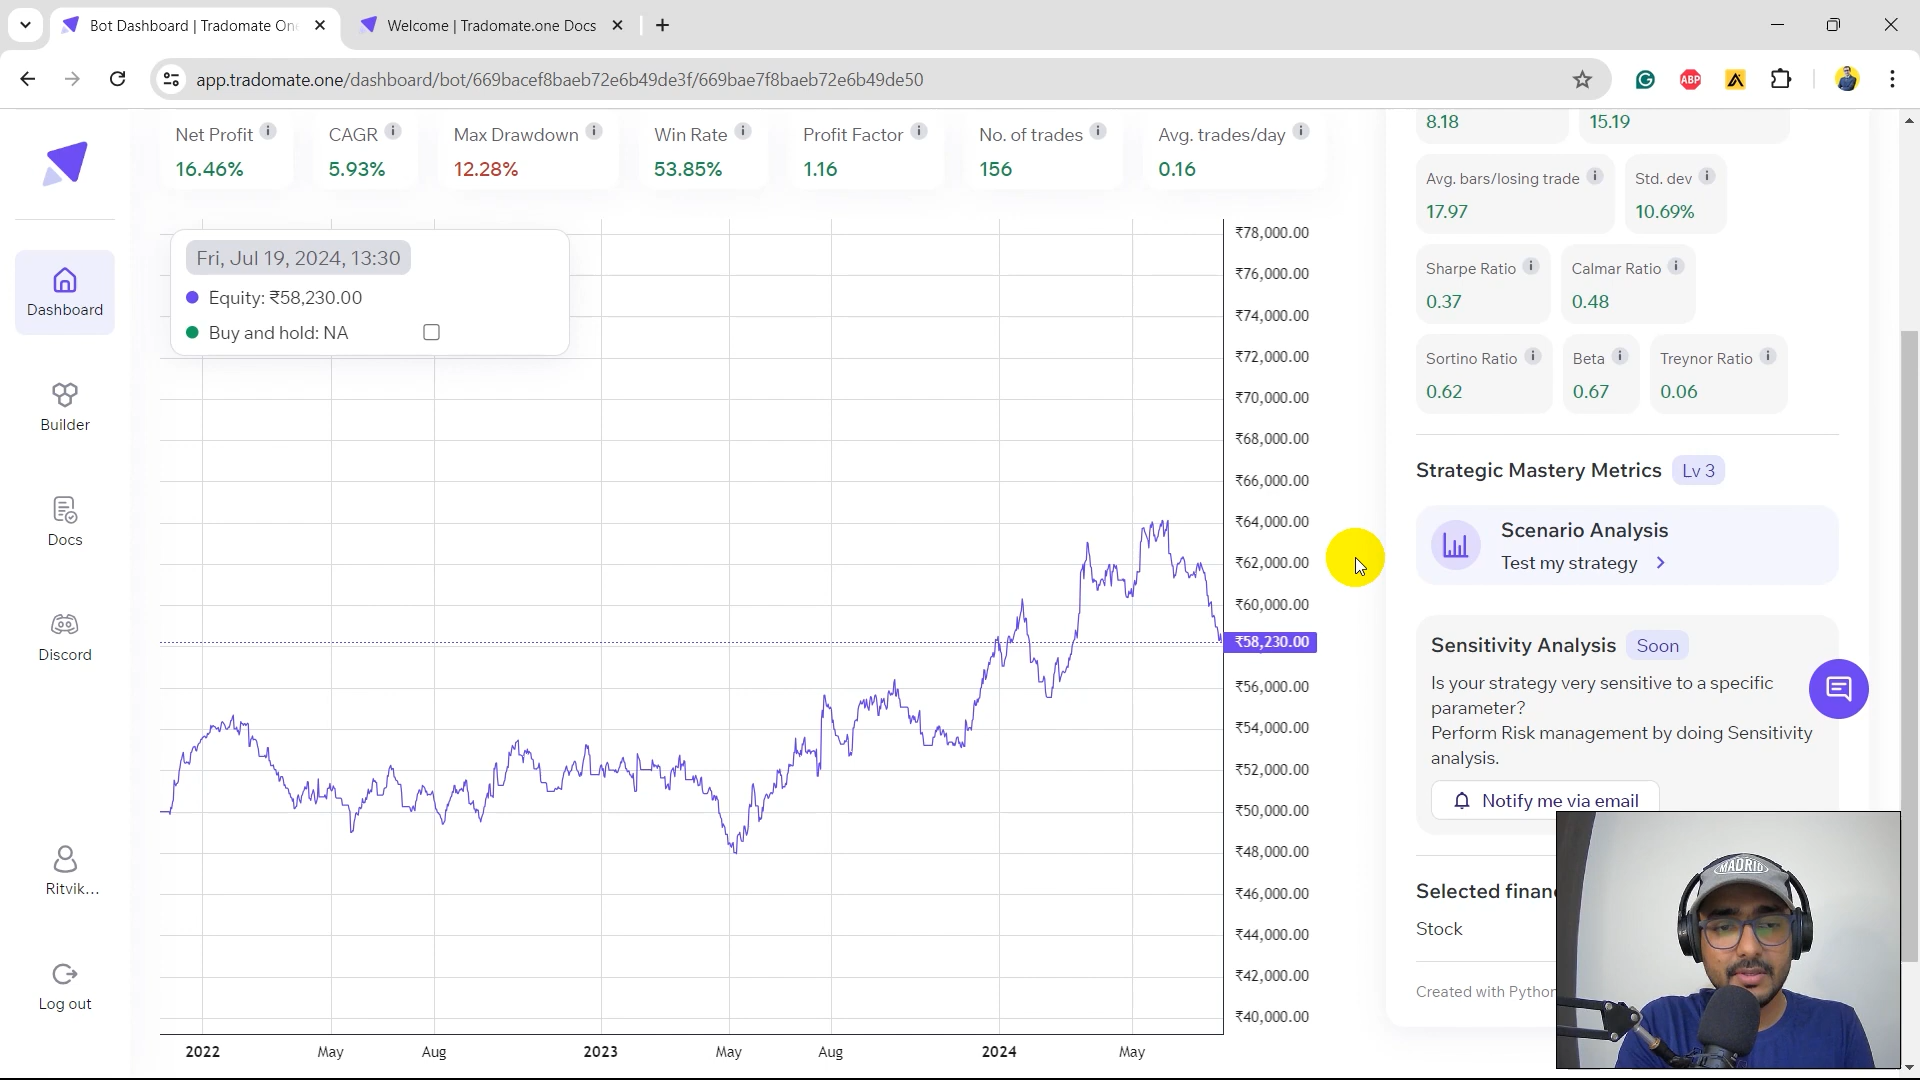 Bot Dashboard | Tradomate On
Welcome | Tradomate.one Docs
app.tradomate.one/dashboard/bot/669bacef8baeb72e6b49de3f/669bae7f8baeb72e6b49de50
ABP
Net Profit
16.46%
CAGR
5.93%
Max Drawdown
12.28%
Win Rate
53.85%
Profit Factor
1.16
No. of trades
156
Avg. trades/day
0.16
Dashboard
Builder
Docs
Discord
Ritvik...
Log out
Fri, Jul 19, 2024, 13:30
Equity: ₹58,230.00
Buy and hold: NA
₹78,000.00
₹76,000.00
₹74,000.00
₹72,000.00
₹70,000.00
₹68,000.00
₹66,000.00
₹64,000.00
₹62,000.00
₹60,000.00
₹58,230.00
₹56,000.00
₹54,000.00
₹52,000.00
₹50,000.00
₹48,000.00
₹46,000.00
₹44,000.00
₹42,000.00
₹40,000.00
2022 May Aug 2023 May Aug 2024 May
8.18
15.19
Avg. bars/losing trade
17.97
Std. dev
10.69%
Sharpe Ratio
0.37
Calmar Ratio
0.48
Sortino Ratio
0.62
Beta
0.67
Treynor Ratio
0.06
Strategic Mastery Metrics Lv 3
Scenario Analysis
Test my strategy
Sensitivity Analysis Soon
Is your strategy very sensitive to a specific
parameter?
Perform Risk management by doing Sensitivity
analysis.
Notify me via email
Selected finan
Stock
Created with Python
MADRID